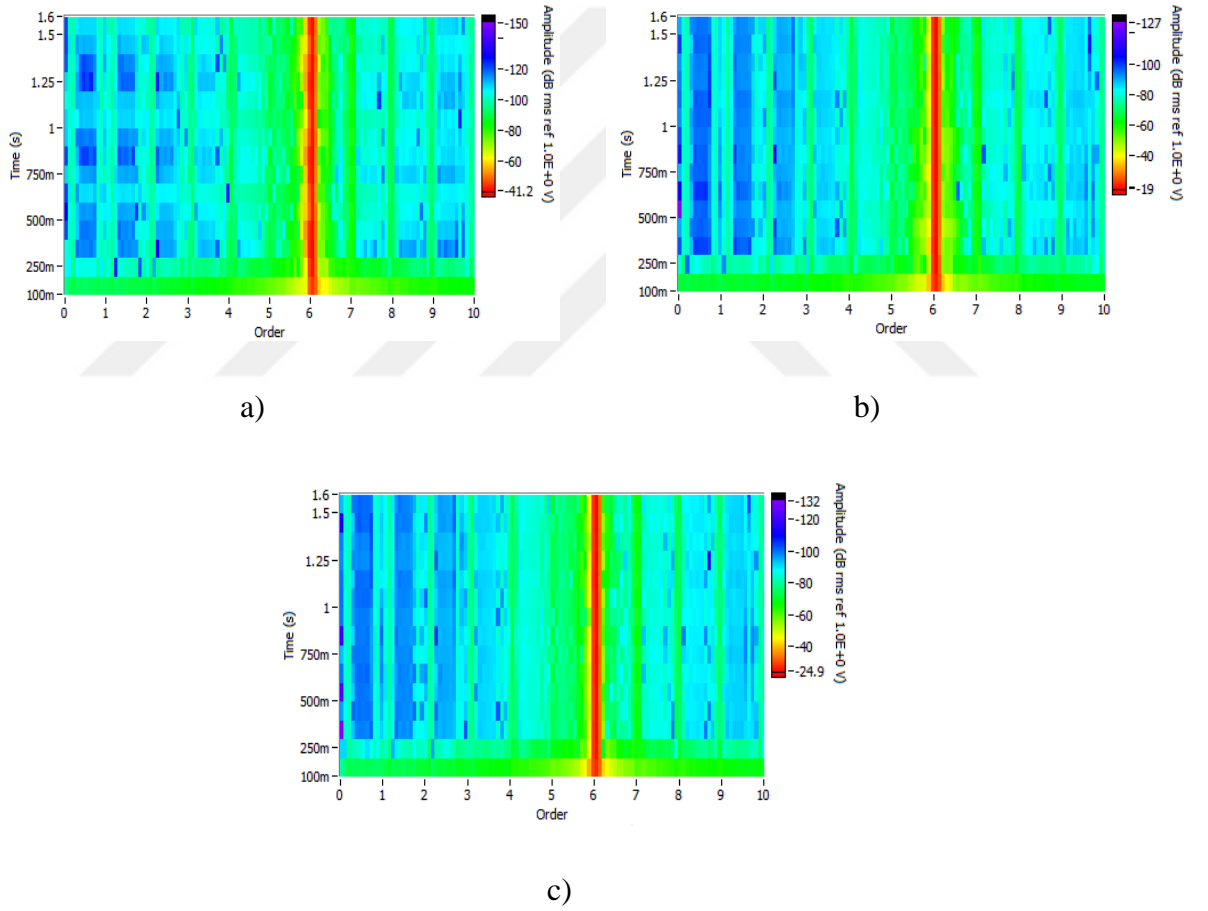 1.6
1.5
1.25
1
750m
500m
250m
100m
Time (s)
0 1 2 3 4 5 6 7 8 9 10
Order
-150
-120
-100
-80
-60
-41.2
Amplitude (dB rms ref 1.0E+0 V)
a)
1.6
1.5
1.25
1
750m
500m
250m
100m
Time (s)
0 1 2 3 4 5 6 7 8 9 10
Order
-127
-100
-80
-60
-40
-19
Amplitude (dB rms ref 1.0E+0 V)
b)
1.6
1.5
1.25
1
750m
500m
250m
100m
Time (s)
0 1 2 3 4 5 6 7 8 9 10
Order
-132
-120
-100
-80
-60
-40
-24.9
Amplitude (dB rms ref 1.0E+0 V)
c)